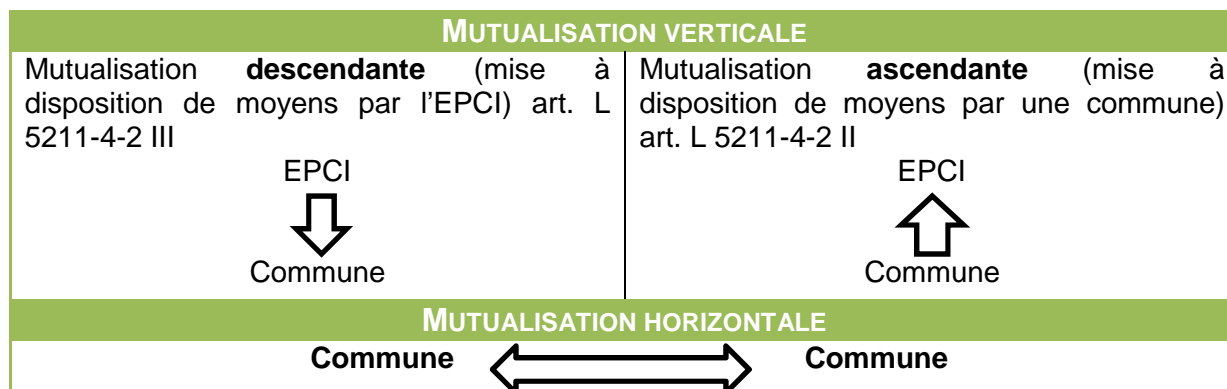 MUTUALISATION VERTICALE
Mutualisation descendante (mise à
disposition de moyens par l'EPCI) art. L
5211-4-2 III
EPCI
Commune
Mutualisation ascendante (mise à
disposition de moyens par une commune)
art. L 5211-4-2 II
EPCI
Commune
MUTUALISATION HORIZONTALE
Commune Commune